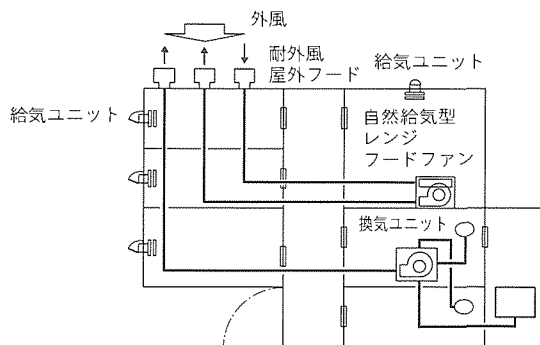 外風
耐外風
屋外フード
給気ユニット
給気ユニット
自然給気型
レンジ
フードファン
換気ユニット